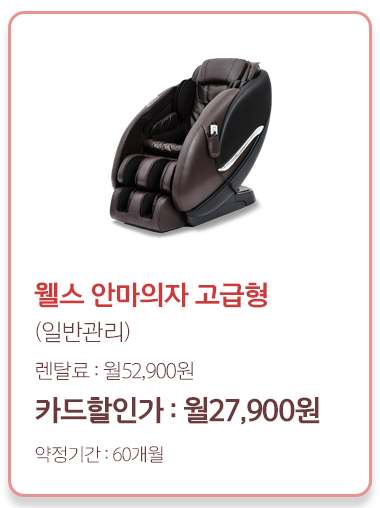 웰스 안마의자 고급형
(일반관리)
렌탈료 : 월52,900원
카드할인가 : 월27,900원
약정기간 : 60개월